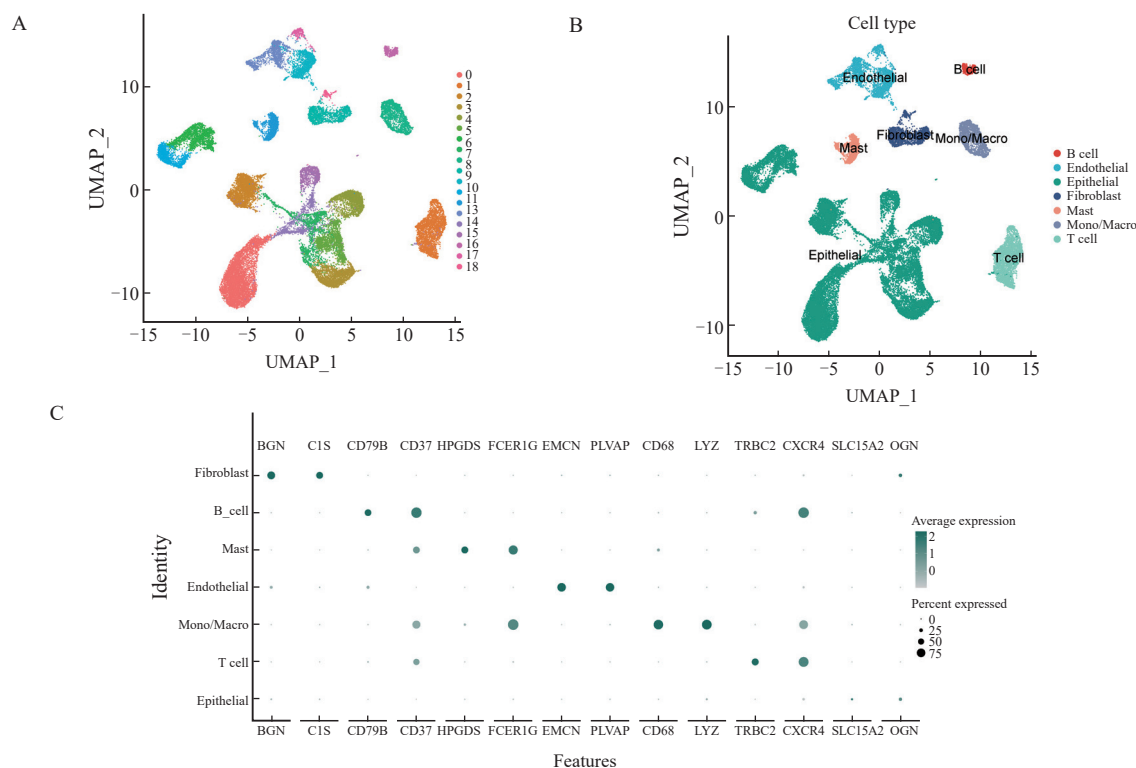 A
UMAP_2
10
0
−10
−15
−10
−5
0
5
10
15
UMAP_1
0
1
2
3
4
5
6
7
8
9
10
11
13
14
15
16
17
18
B
Cell type
UMAP_2
10
0
−10
−15
−10
−5
0
5
10
15
UMAP_1
Endothelial
B cell
Fibroblast
Mono/Macro
Mast
Epithelial
T cell
B cell
Endothelial
Epithelial
Fibroblast
Mast
Mono/Macro
T cell
C
BGN C1S CD79B CD37 HPGDS FCER1G EMCN PLVAP CD68 LYZ TRBC2 CXCR4 SLC15A2 OGN
Identity
Fibroblast
B_cell
Mast
Endothelial
Mono/Macro
T cell
Epithelial
BGN C1S CD79B CD37 HPGDS FCER1G EMCN PLVAP CD68 LYZ TRBC2 CXCR4 SLC15A2 OGN
Features
Average expression
2
1
0
Percent expressed
0
25
50
75